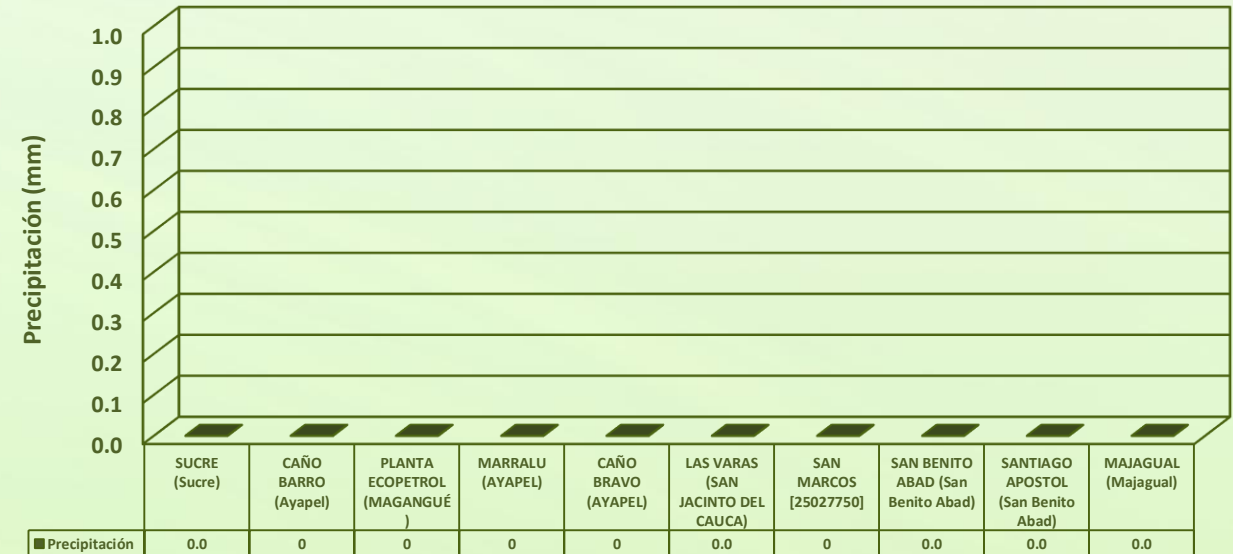 Precipitación (mm)
1.0
0.9
0.8
0.7
0.6
0.5
0.4
0.3
0.2
0.1
0.0
SUCRE
(Sucre)
CAÑO
BARRO
(Ayapel)
PLANTA
ECOPETROL
(MAGANGUÉ
)
MARRALU
(AYAPEL)
CAÑO
BRAVO
(AYAPEL)
LAS VARAS
(SAN
JACINTO DEL
CAUCA)
SAN
MARCOS
[25027750]
SAN BENITO
ABAD (San
Benito Abad)
SANTIAGO
APOSTOL
(San Benito
Abad)
MAJAGUAL
(Majagual)
Precipitación 0.0 0 0 0 0 0.0 0 0.0 0.0 0.0